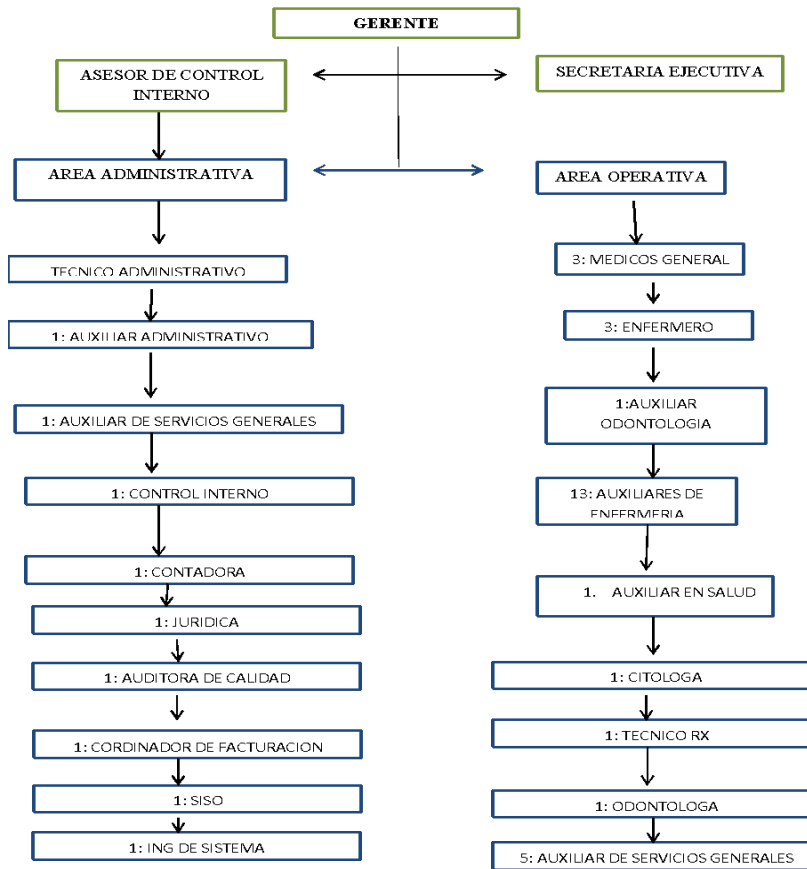 GERENTE
ASESOR DE CONTROL
INTERNO
SECRETARIA EJECUTIVA
AREA ADMINISTRATIVA
AREA OPERATIVA
TECNICO ADMINISTRATIVO
1: AUXILIAR ADMINISTRATIVO
1: AUXILIAR DE SERVICIOS GENERALES
1: CONTROL INTERNO
1: CONTADORA
1: JURIDICA
1: AUDITORA DE CALIDAD
1: CORDINADOR DE FACTURACION
1: SISO
1: ING DE SISTEMA
3: MEDICOS GENERAL
3: ENFERMERO
1:AUXILIAR
ODONTOLOGIA
13: AUXILIARES DE
ENFERMERIA
1. AUXILIAR EN SALUD
1: CITOLOGA
1: TECNICO RX
1: ODONTOLOGA
5: AUXILIAR DE SERVICIOS GENERALES